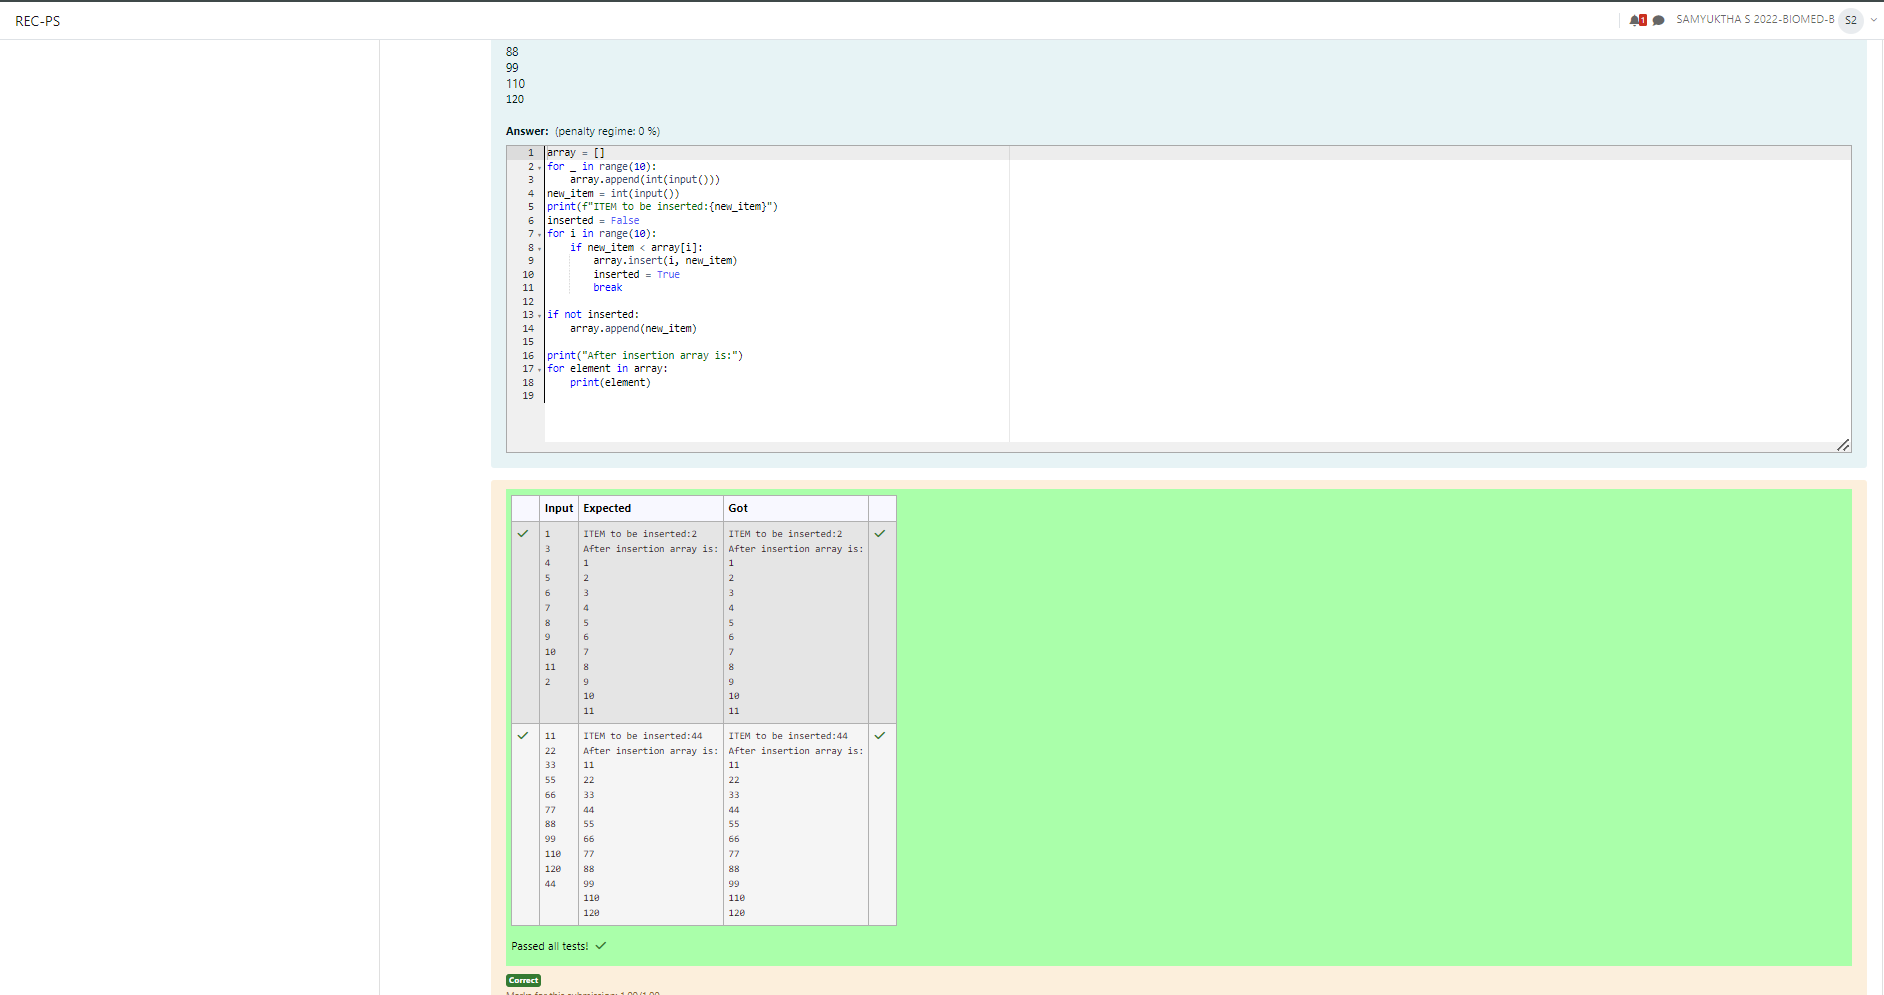 REC-PS
1
SAMYUKTHA S 2022-BIOMED-B
S2
88
99
110
120
Answer: (penalty regime: 0 %)
1 array = []
2 for _ in range(10):
3 array.append(int(input()))
4 new_item = int(input())
5 print(f"ITEM to be inserted:{new_item}")
6 inserted = False
7 for i in range(10):
8 if new_item < array[i]:
9 array.insert(i, new_item)
10 inserted = True
11 break
12
13 if not inserted:
14 array.append(new_item)
15
16 print("After insertion array is:")
17 for element in array:
18 print(element)
19
Input Expected Got
1 ITEM to be inserted:2 ITEM to be inserted:2
3 After insertion array is: After insertion array is:
4 1 1
5 2 2
6 3 3
7 4 4
8 5 5
9 6 6
10 7 7
11 8 8
2 9 9
10 10
11 11
11 ITEM to be inserted:44 ITEM to be inserted:44
22 After insertion array is: After insertion array is:
33 11 11
55 22 22
66 33 33
77 44 44
88 55 55
99 66 66
110 77 77
120 88 88
44 99 99
110 110
120 120
Passed all tests!
Correct
Marks for this submission: 1.00/1.00.